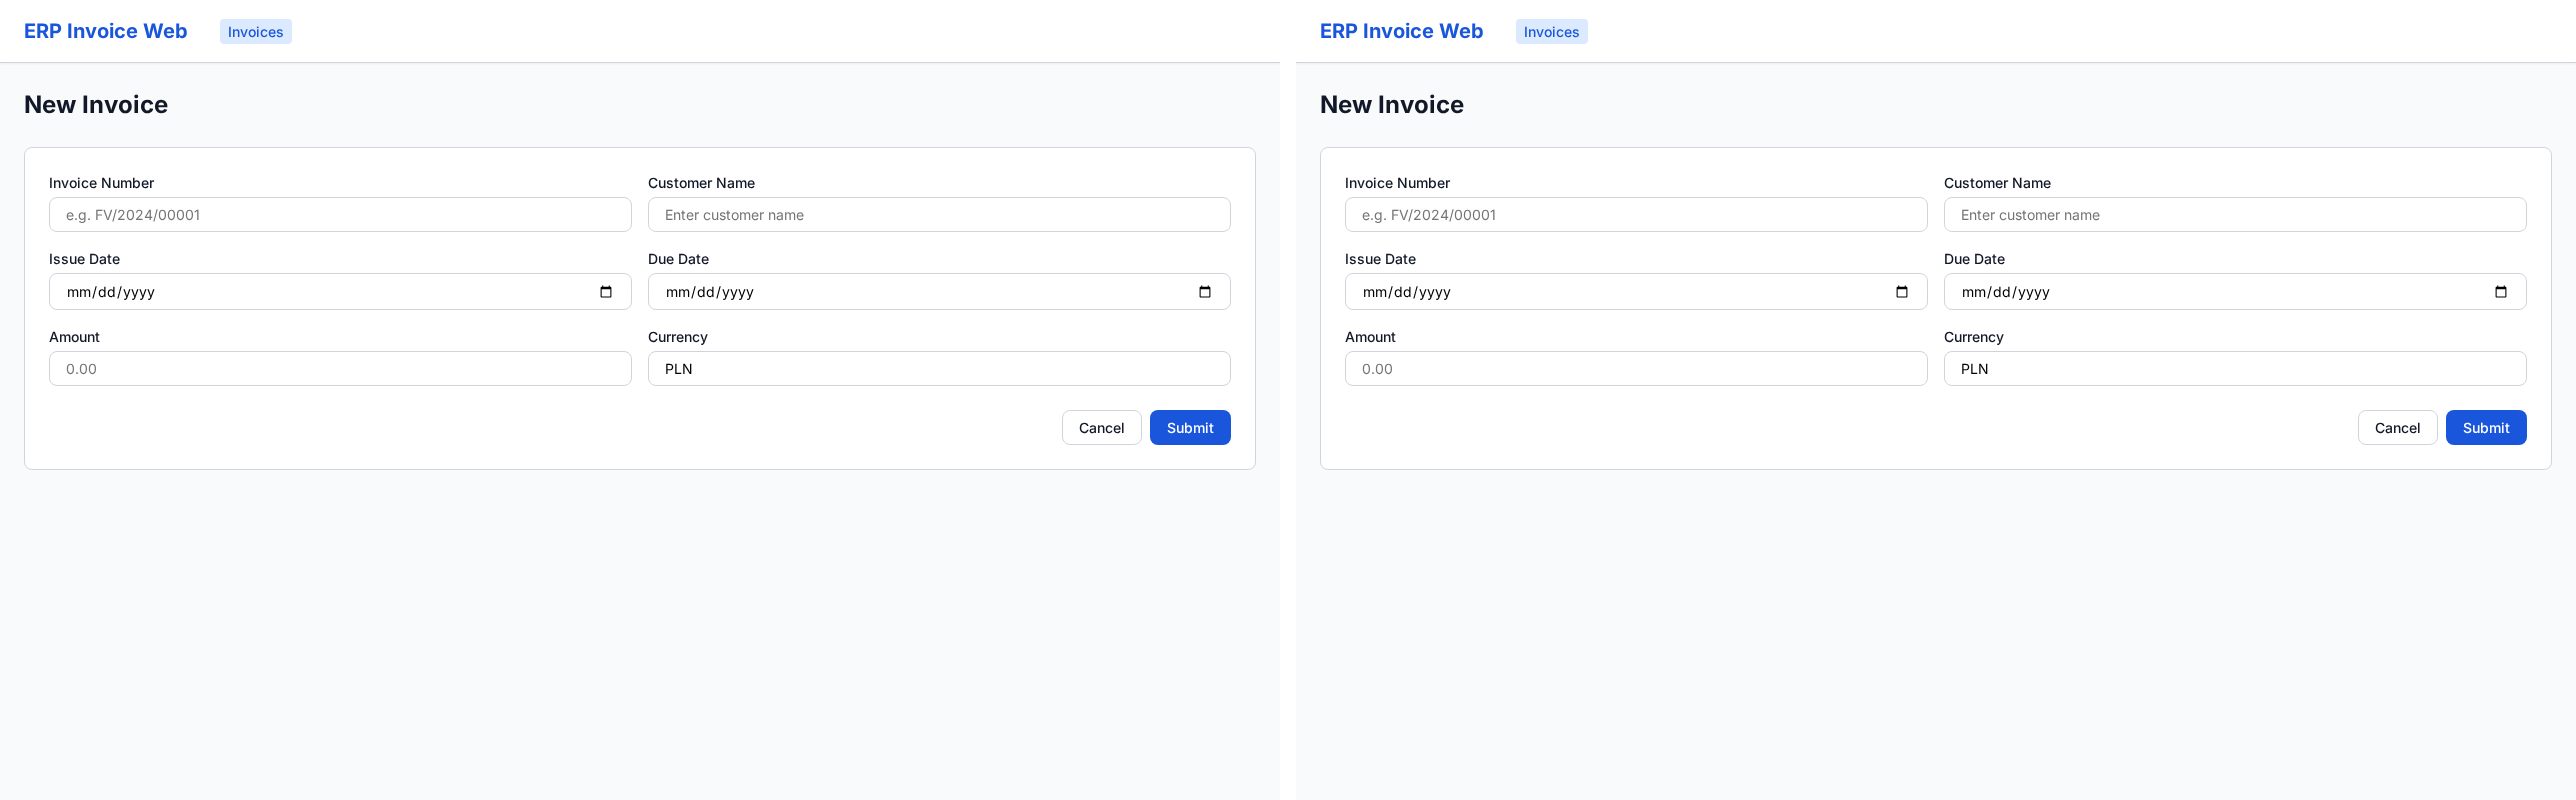 ERP Invoice Web Invoices
New Invoice
Invoice Number Customer Name
e.g. FV/2024/00001 Enter customer name
Issue Date Due Date
mm/dd/yyyy mm/dd/yyyy
Amount Currency
0.00 PLN
Cancel Submit
ERP Invoice Web Invoices
New Invoice
Invoice Number Customer Name
e.g. FV/2024/00001 Enter customer name
Issue Date Due Date
mm/dd/yyyy mm/dd/yyyy
Amount Currency
0.00 PLN
Cancel Submit